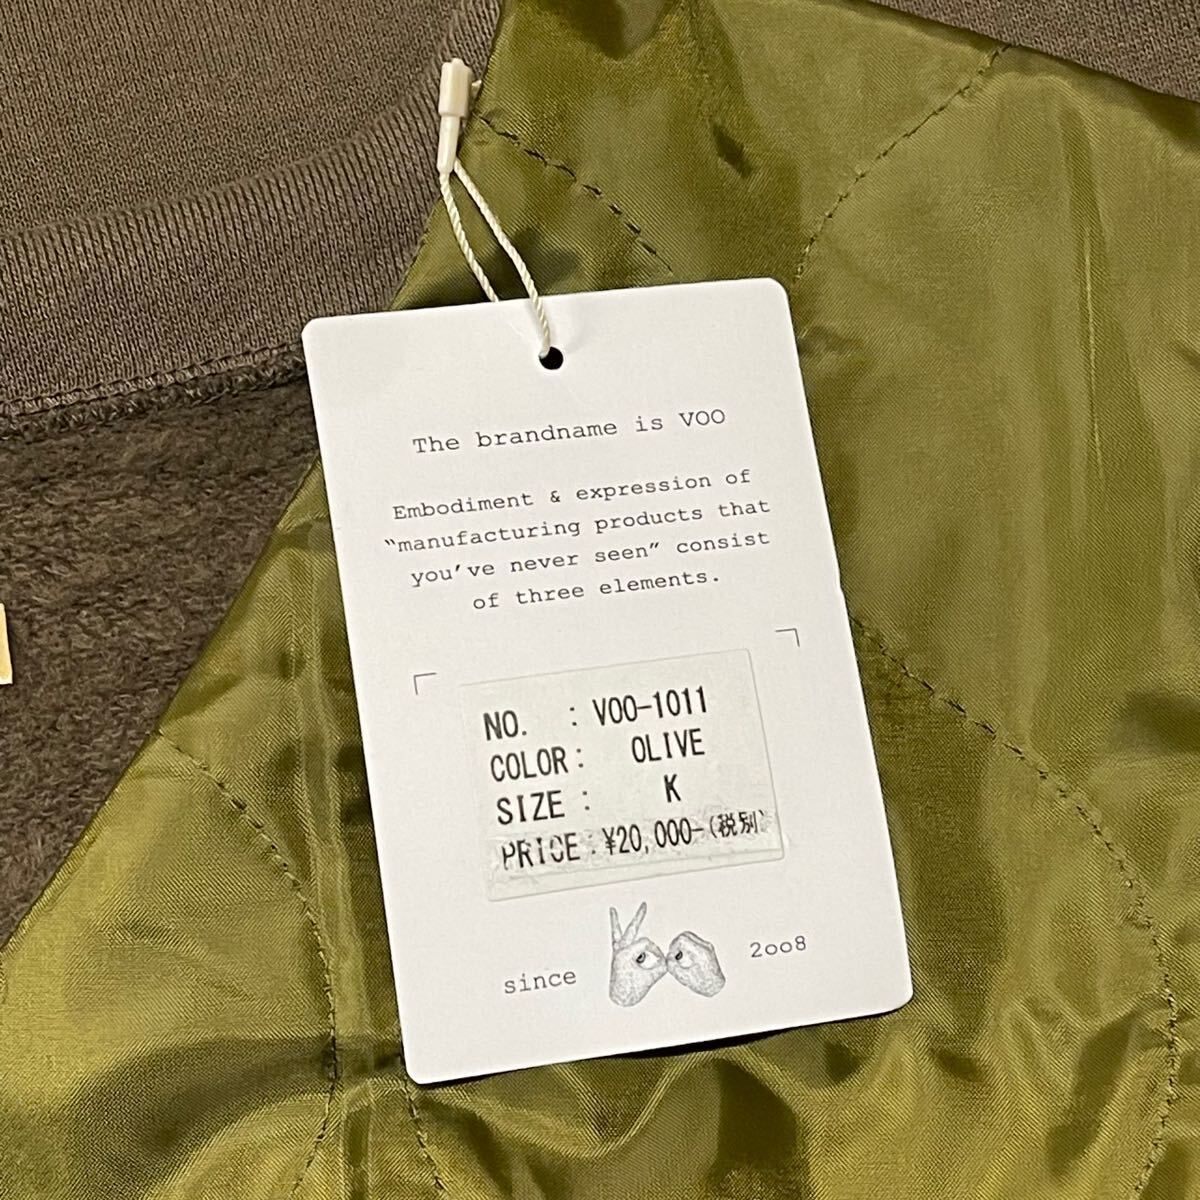 The brandname is VOO
Embodiment & expression of
“manufacturing products that
you’ve never seen” consist
of three elements.
NO. : VOO-1011
COLOR: OLIVE
SIZE : K
PRICE:¥20,000-(税別)
since 2008